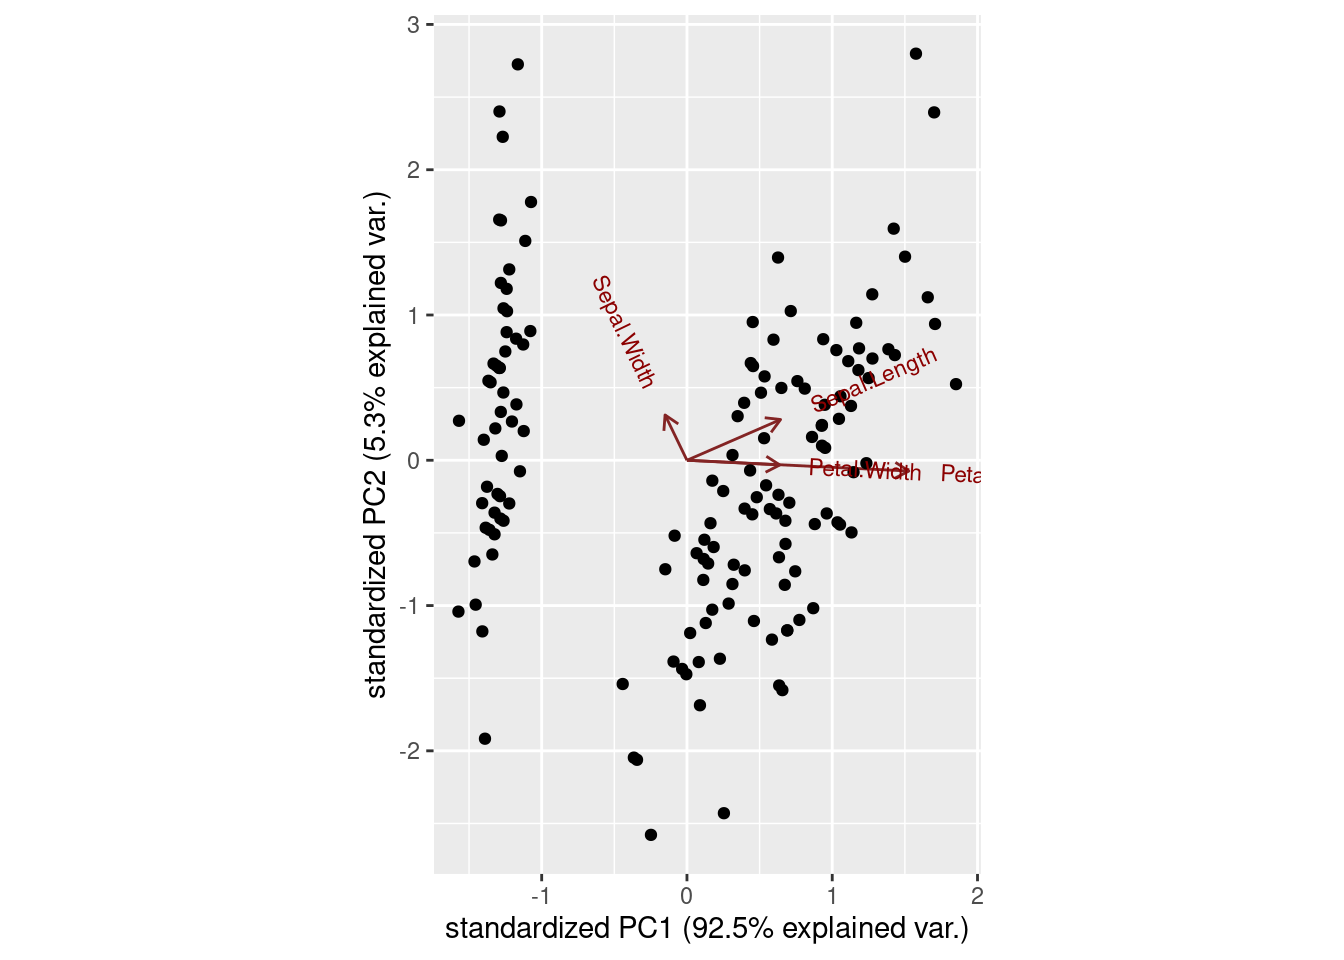 3
2
1
0
-1
-2
standardized PC2 (5.3% explained var.)
Sepal.Width
Sepal.Length
Petal.Width
Peta
-1
0
1
2
standardized PC1 (92.5% explained var.)